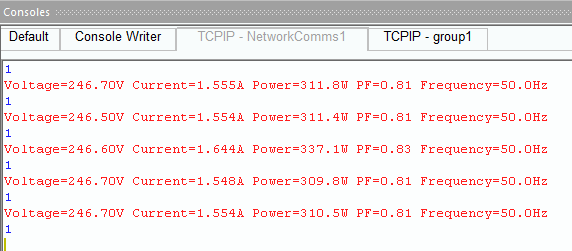 Consoles
Default Console Writer TCPIP - NetworkComms1 TCPIP - group1
1
Voltage=246.70V Current=1.555A Power=311.8W PF=0.81 Frequency=50.0Hz
1
Voltage=246.50V Current=1.554A Power=311.4W PF=0.81 Frequency=50.0Hz
1
Voltage=246.60V Current=1.644A Power=337.1W PF=0.83 Frequency=50.0Hz
1
Voltage=246.70V Current=1.548A Power=309.8W PF=0.81 Frequency=50.0Hz
1
Voltage=246.70V Current=1.554A Power=310.5W PF=0.81 Frequency=50.0Hz
1